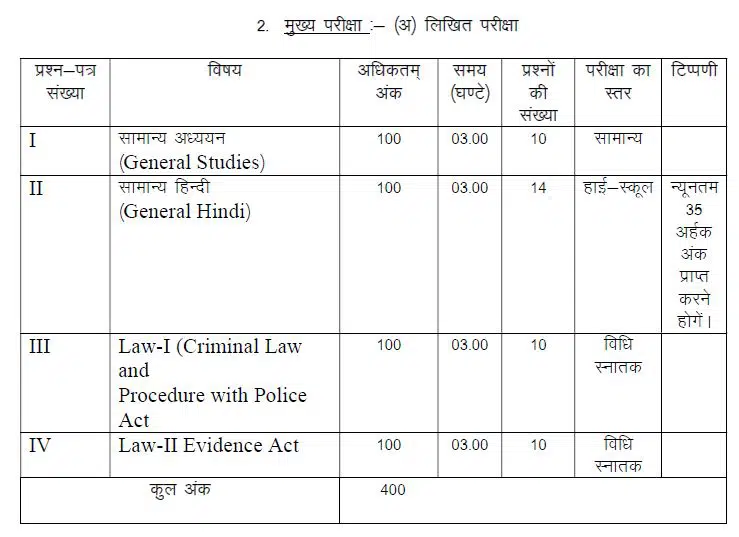 2. मुख्य परीक्षा :– (अ) लिखित परीक्षा
प्रश्न–पत्र संख्या | विषय | अधिकतम् अंक | समय (घण्टे) | प्रश्नों की संख्या | परीक्षा का स्तर | टिप्पणी
I | सामान्य अध्ययन (General Studies) | 100 | 03.00 | 10 | सामान्य |
II | सामान्य हिन्दी (General Hindi) | 100 | 03.00 | 14 | हाई–स्कूल | न्यूनतम 35 अर्हक अंक प्राप्त करने होगें।
III | Law-I (Criminal Law and Procedure with Police Act | 100 | 03.00 | 10 | विधि स्नातक |
IV | Law-II Evidence Act | 100 | 03.00 | 10 | विधि स्नातक |
कुल अंक | 400